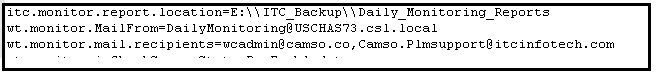 itc.monitor.report.location=E:\\ITC_Backup\\Daily_Monitoring_Reports
wt.monitor.MailFrom=DailyMonitoring@USCHAS73.csl.local
wt.monitor.mail.recipients=wcadmin@camso.co,Camso.Plmsupport@itcinfotech.com